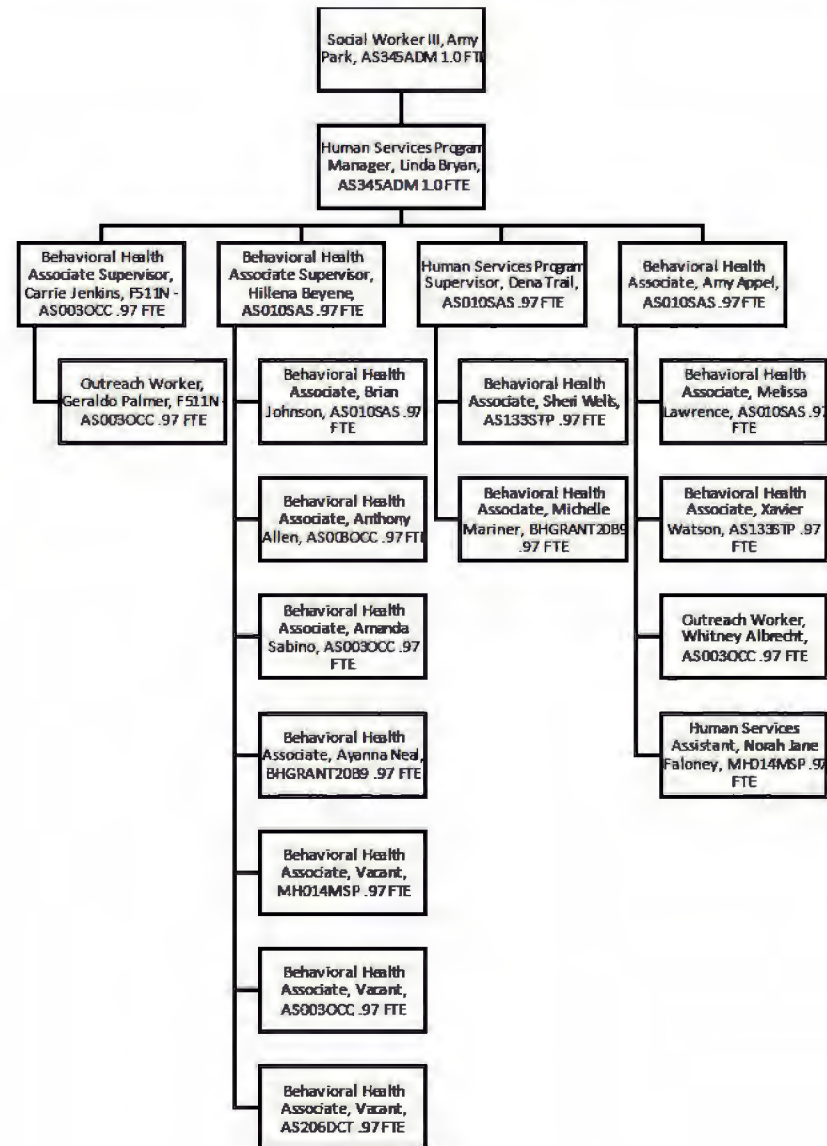 Social Worker III, Amy
Park, AS345ADM 1.0 FTE
Human Services Program
Manager, Linda Bryan,
AS345ADM 1.0 FTE
Behavioral Health
Associate Supervisor,
Carrie Jenkins, F511N -
AS003OCC .97 FTE
Outreach Worker,
Geraldo Palmer, F511N -
AS003OCC .97 FTE
Behavioral Health
Associate Supervisor,
Hillena Beyene,
AS010SAS .97 FTE
Behavioral Health
Associate, Brian
Johnson, AS010SAS .97
FTE
Behavioral Health
Associate, Anthony
Allen, AS003OCC .97 FTE
Behavioral Health
Associate, Amanda
Sabino, AS003OCC .97
FTE
Behavioral Health
Associate, Ayanna Neal,
BHGRANT20B9 .97 FTE
Behavioral Health
Associate, Vacant,
MH014MSP .97 FTE
Behavioral Health
Associate, Vacant,
AS003OCC .97 FTE
Behavioral Health
Associate, Vacant,
AS206DCT .97 FTE
Human Services Program
Supervisor, Dena Trail,
AS010SAS .97 FTE
Behavioral Health
Associate, Sheri Wells,
AS133STP .97 FTE
Behavioral Health
Associate, Michelle
Mariner, BHGRANT20B9
.97 FTE
Behavioral Health
Associate, Amy Appel,
AS010SAS .97 FTE
Behavioral Health
Associate, Melissa
Lawrence, AS010SAS .97
FTE
Behavioral Health
Associate, Xavier
Watson, AS133STP .97
FTE
Outreach Worker,
Whitney Albrecht,
AS003OCC .97 FTE
Human Services
Assistant, Norah Jane
Faloney, MH014MSP .97
FTE